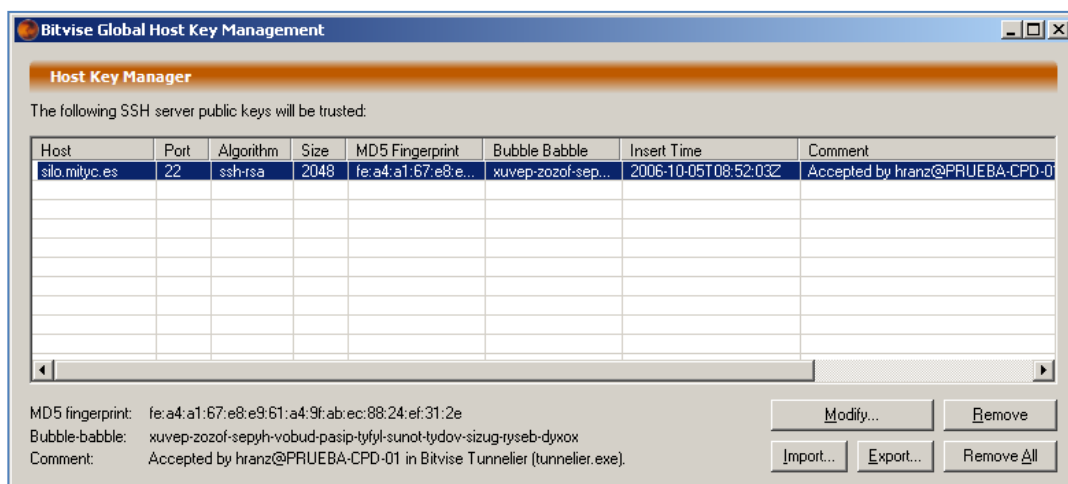 Bitvise Global Host Key Management
Host Key Manager
The following SSH server public keys will be trusted:
Host Port Algorithm Size MD5 Fingerprint Bubble Babble Insert Time Comment
silo.mityc.es 22 ssh-rsa 2048 fe:a4:a1:67:e8:e... xuvep-zozof-sep... 2006-10-05T08:52:03Z Accepted by hranz@PRUEBA-CPD-01
MD5 fingerprint: fe:a4:a1:67:e8:e9:61:a4:9f:ab:ec:88:24:ef:31:2e
Bubble-babble: xuvep-zozof-sepyh-vobud-pasip-tyfyl-sunot-tydov-sizug-ryseb-dyxox
Comment: Accepted by hranz@PRUEBA-CPD-01 in Bitvise Tunnelier (tunnelier.exe).
Modify... Remove
Import... Export... Remove All